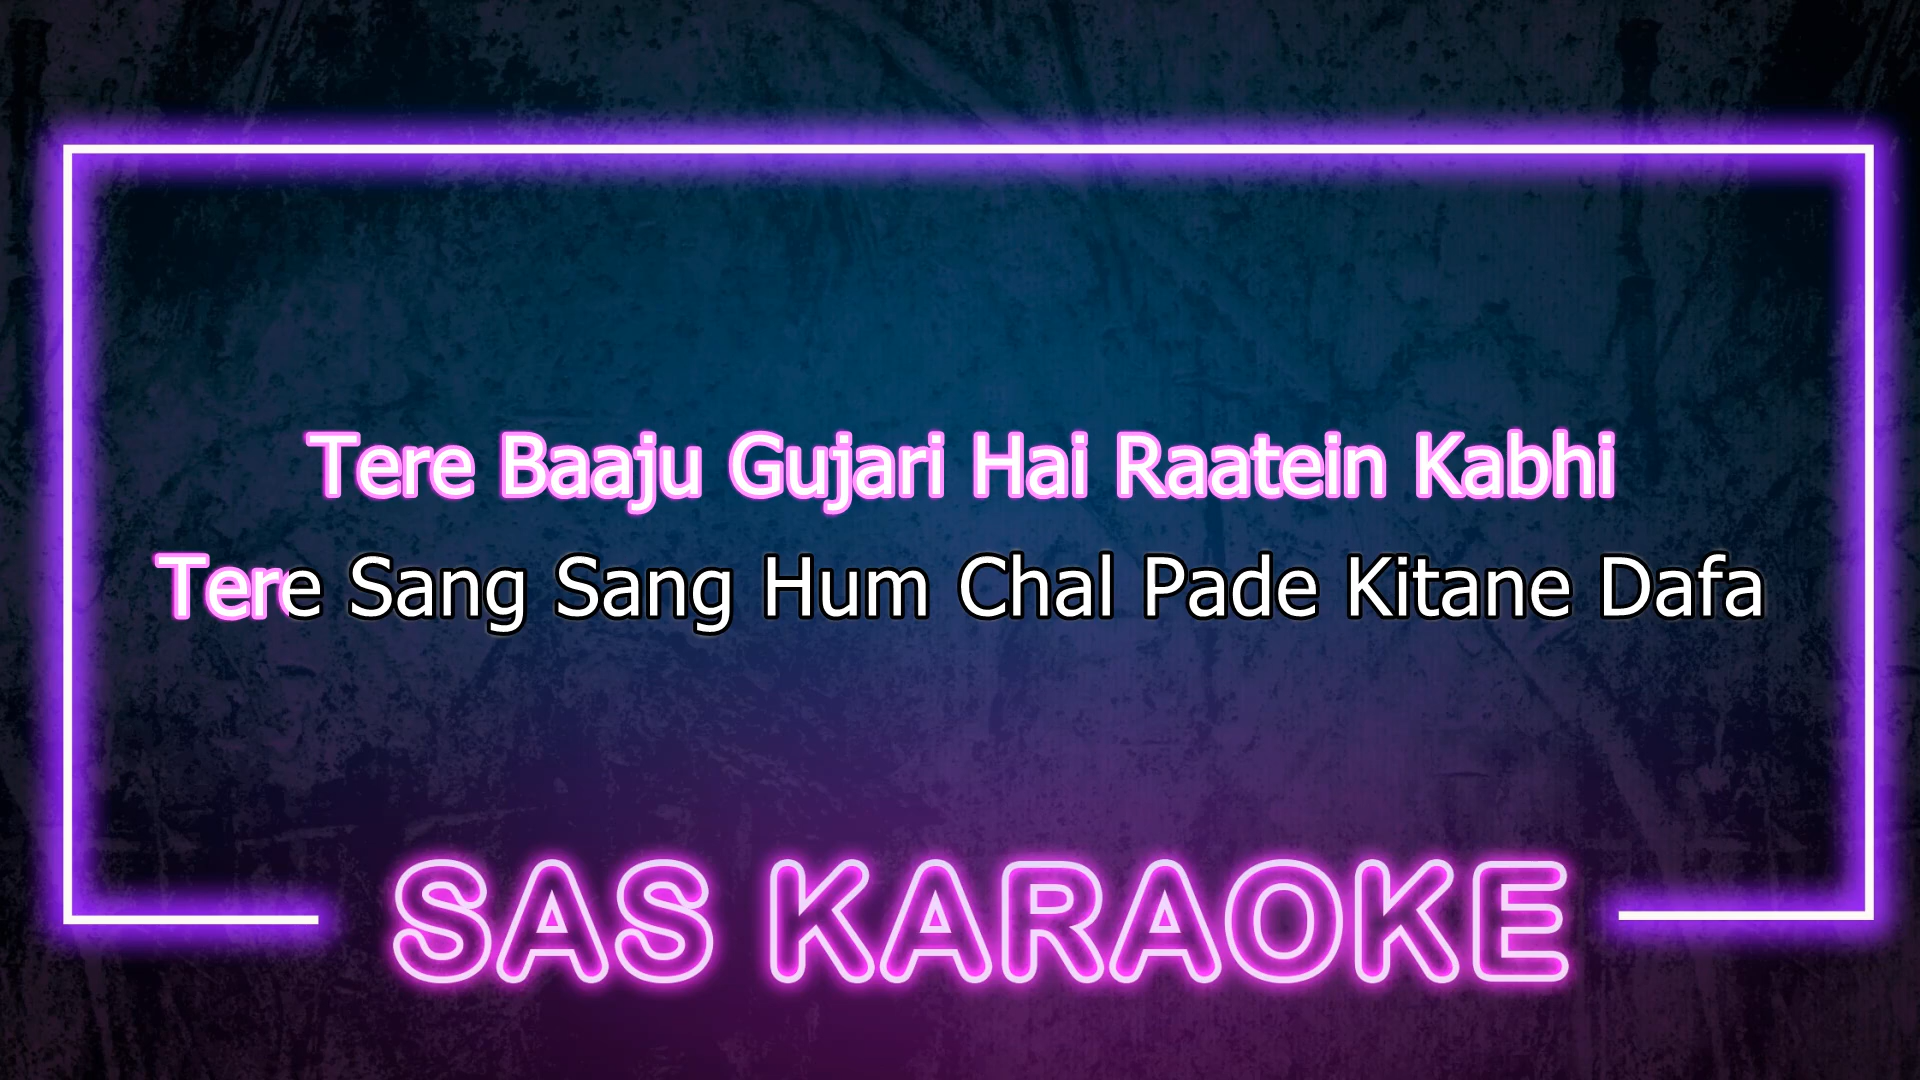 Tere Baaju Gujari Hai Raatein Kabhi
Tere Sang Sang Hum Chal Pade Kitane Dafa
SAS KARAOKE